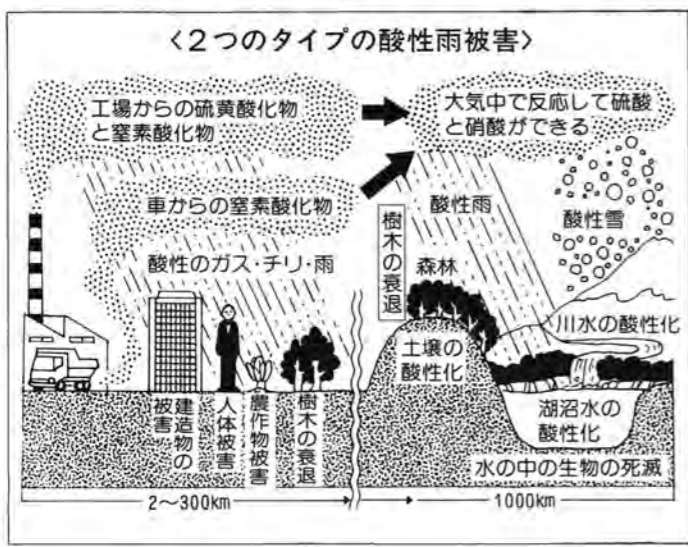 〈2つのタイプの酸性雨被害〉
工場からの硫黄酸化物
と窒素酸化物
大気中で反応して硫酸
と硝酸ができる
車からの窒素酸化物
酸性のガス・チリ・雨
樹木の衰退
酸性雨
酸性雪
森林
川水の酸性化
土壌の
酸性化
湖沼水の
酸性化
建造物の
被害
人体被害
農作物被害
樹木の衰退
水の中の生物の死滅
2〜300km
1000km